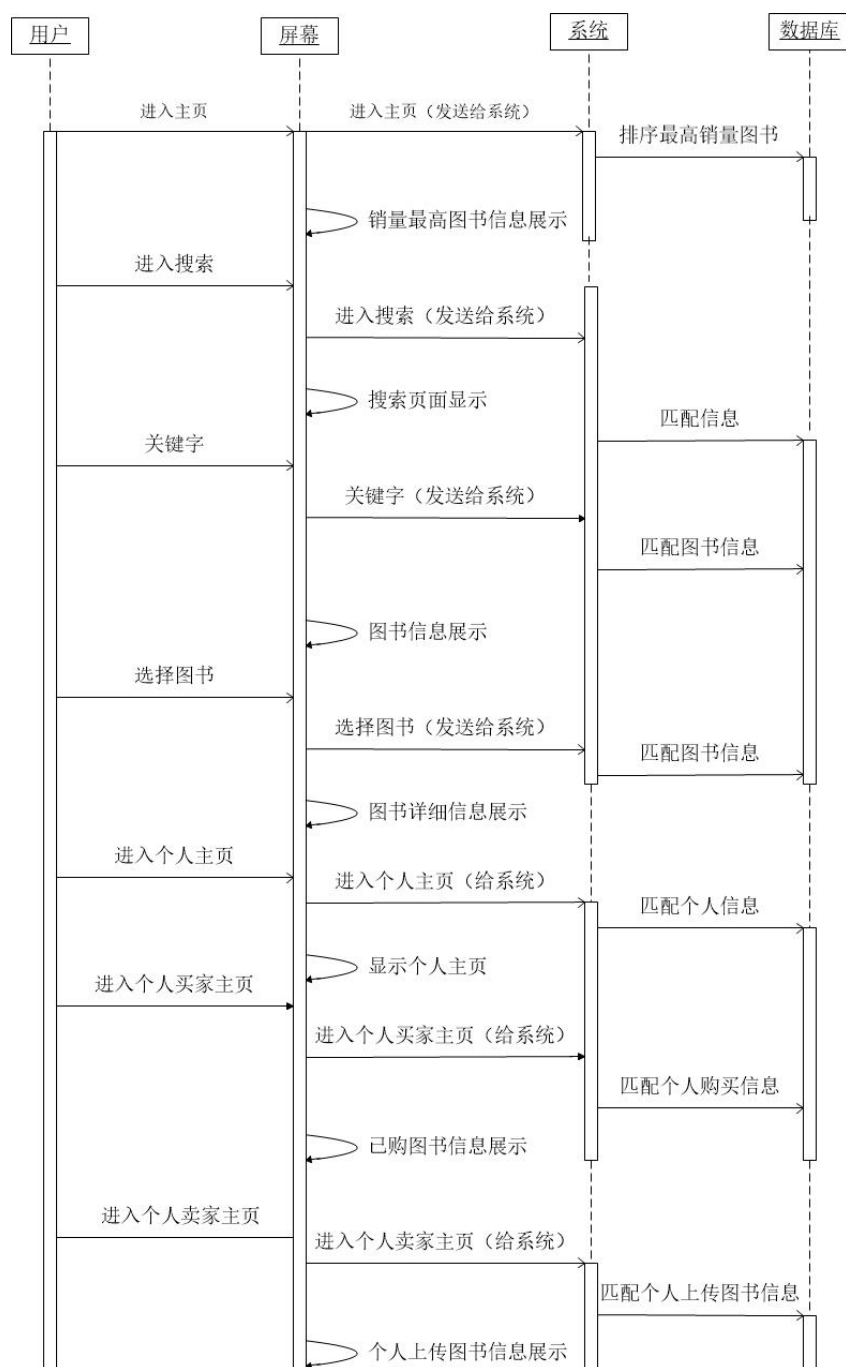 用户
屏幕
系统
数据库
进入主页
进入主页（发送给系统）
排序最高销量图书
销量最高图书信息展示
进入搜索
进入搜索（发送给系统）
搜索页面显示
匹配信息
关键字
关键字（发送给系统）
匹配图书信息
图书信息展示
选择图书
选择图书（发送给系统）
匹配图书信息
图书详细信息展示
进入个人主页
进入个人主页（给系统）
匹配个人信息
显示个人主页
进入个人买家主页
进入个人买家主页（给系统）
匹配个人购买信息
已购图书信息展示
进入个人卖家主页
进入个人卖家主页（给系统）
匹配个人上传图书信息
个人上传图书信息展示